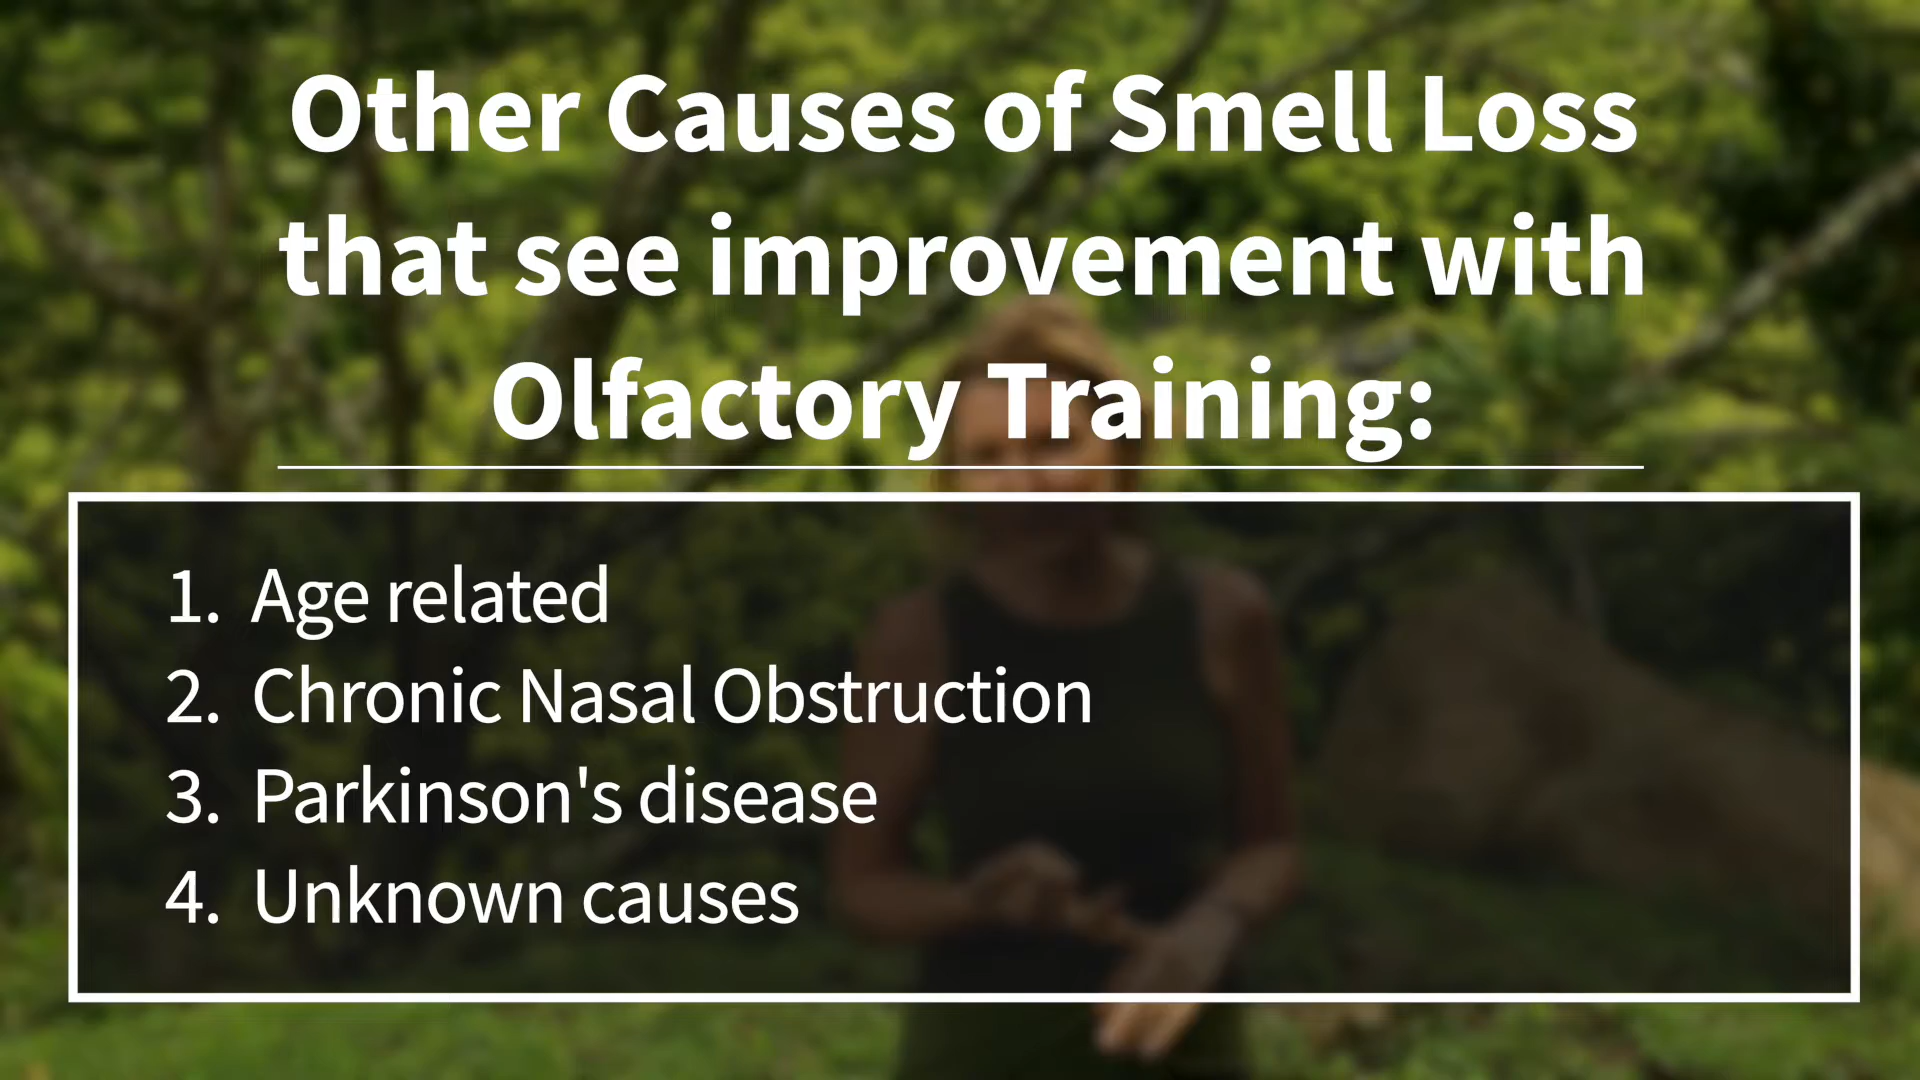 Other Causes of Smell Loss
that see improvement with
Olfactory Training:
1. Age related
2. Chronic Nasal Obstruction
3. Parkinson's disease
4. Unknown causes